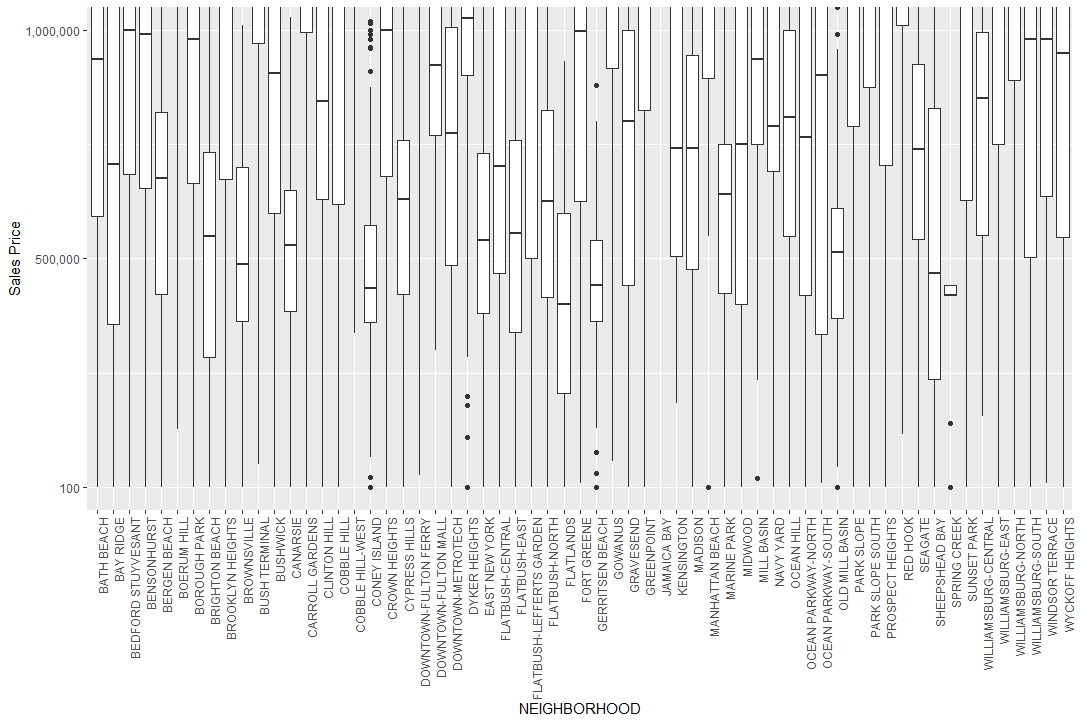 1,000,000
500,000
100
Sales Price
BATH BEACH
BAY RIDGE
BEDFORD STUYVESANT
BENSONHURST
BERGEN BEACH
BOERUM HILL
BOROUGH PARK
BRIGHTON BEACH
BROOKLYN HEIGHTS
BROWNSVILLE
BUSH TERMINAL
BUSHWICK
CANARSIE
CARROLL GARDENS
CLINTON HILL
COBBLE HILL
COBBLE HILL-WEST
CONEY ISLAND
CROWN HEIGHTS
CYPRESS HILLS
DOWNTOWN-FULTON FERRY
DOWNTOWN-FULTON MALL
DOWNTOWN-METROTECH
DYKER HEIGHTS
EAST NEW YORK
FLATBUSH-CENTRAL
FLATBUSH-EAST
FLATBUSH-LEFFERTS GARDEN
FLATBUSH-NORTH
FLATLANDS
FORT GREENE
GERRITSEN BEACH
GOWANUS
GRAVESEND
GREENPOINT
JAMAICA BAY
KENSINGTON
MADISON
MANHATTAN BEACH
MARINE PARK
MIDWOOD
MILL BASIN
NAVY YARD
OCEAN HILL
OCEAN PARKWAY-NORTH
OCEAN PARKWAY-SOUTH
OLD MILL BASIN
PARK SLOPE
PARK SLOPE SOUTH
PROSPECT HEIGHTS
RED HOOK
SEAGATE
SHEEPSHEAD BAY
SPRING CREEK
SUNSET PARK
WILLIAMSBURG-CENTRAL
WILLIAMSBURG-EAST
WILLIAMSBURG-NORTH
WILLIAMSBURG-SOUTH
WINDSOR TERRACE
WYCKOFF HEIGHTS
NEIGHBORHOOD